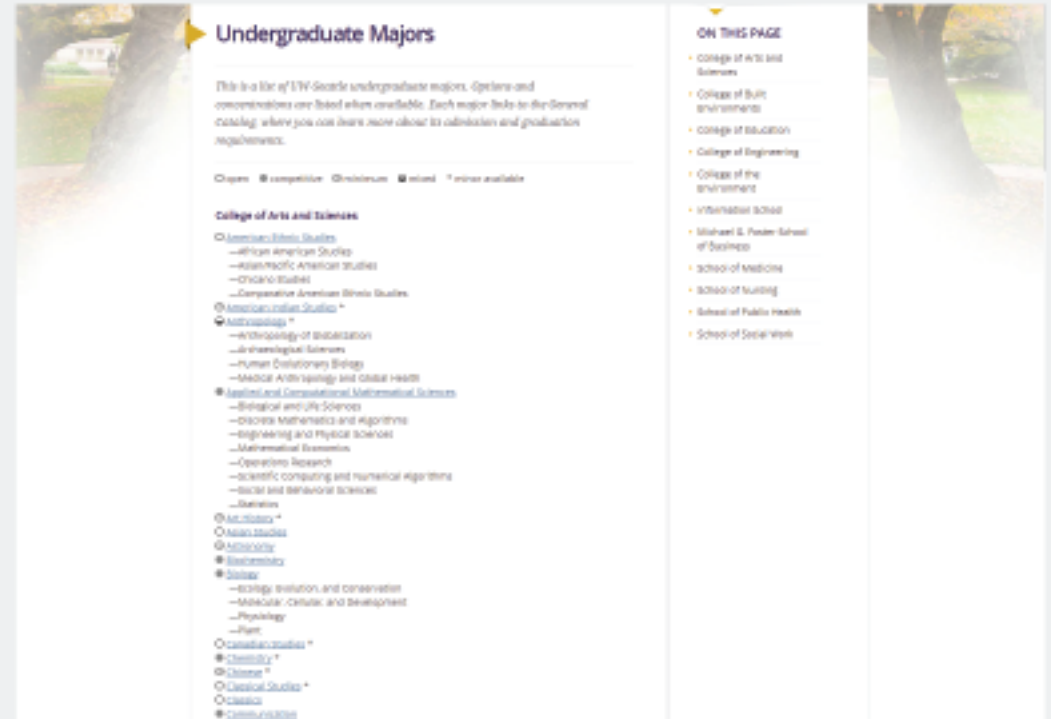 Undergraduate Majors
This is a list of UW-Seattle undergraduate majors. Options and
concentrations are listed when available. Each major links to the General
Catalog, where you can learn more about its admission and graduation
requirements.
open competitive minimum mixed * minor available
College of Arts and Sciences
American Ethnic Studies
—African American Studies
—Asian/Pacific American Studies
—Chicano Studies
—Comparative American Ethnic Studies
American Indian Studies *
Anthropology *
—Anthropology of Globalization
—Archaeological Sciences
—Human Evolutionary Biology
—Medical Anthropology and Global Health
Applied and Computational Mathematical Sciences
—Biological and Life Sciences
—Discrete Mathematics and Algorithms
—Engineering and Physical Sciences
—Mathematical Economics
—Operations Research
—Scientific Computing and Numerical Algorithms
—Social and Behavioral Sciences
—Statistics
Art History *
Asian Studies
Astronomy
Biochemistry
Biology
—Ecology, Evolution, and Conservation
—Molecular, Cellular, and Development
—Physiology
—Plant
Canadian Studies *
Chemistry *
Chinese *
Classical Studies *
Classics
Communication
ON THIS PAGE
College of Arts and
Sciences
College of Built
Environments
College of Education
College of Engineering
College of the
Environment
Information School
Michael G. Foster School
of Business
School of Medicine
School of Nursing
School of Public Health
School of Social Work